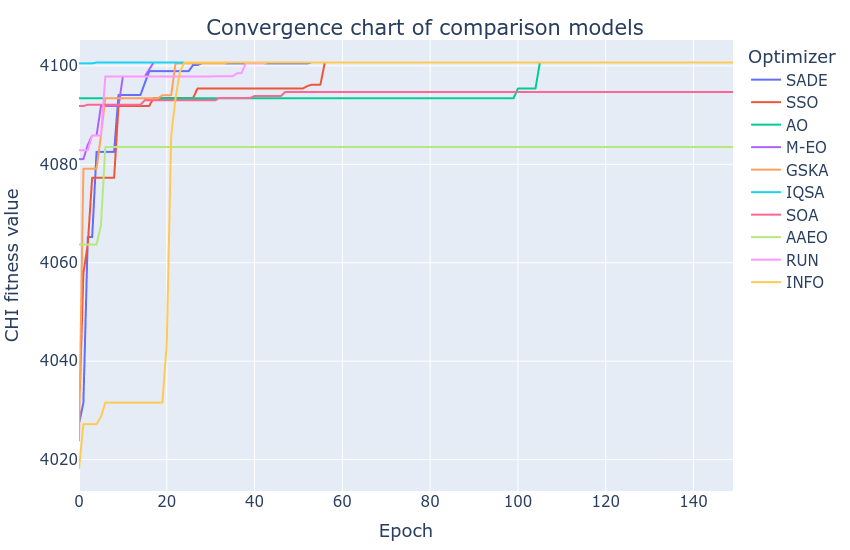 Convergence chart of comparison models
CHI fitness value
4100
4080
4060
4040
4020
0 20 40 60 80 100 120 140
Epoch
Optimizer
SADE
SSO
AO
M-EO
GSKA
IQSA
SOA
AAEO
RUN
INFO